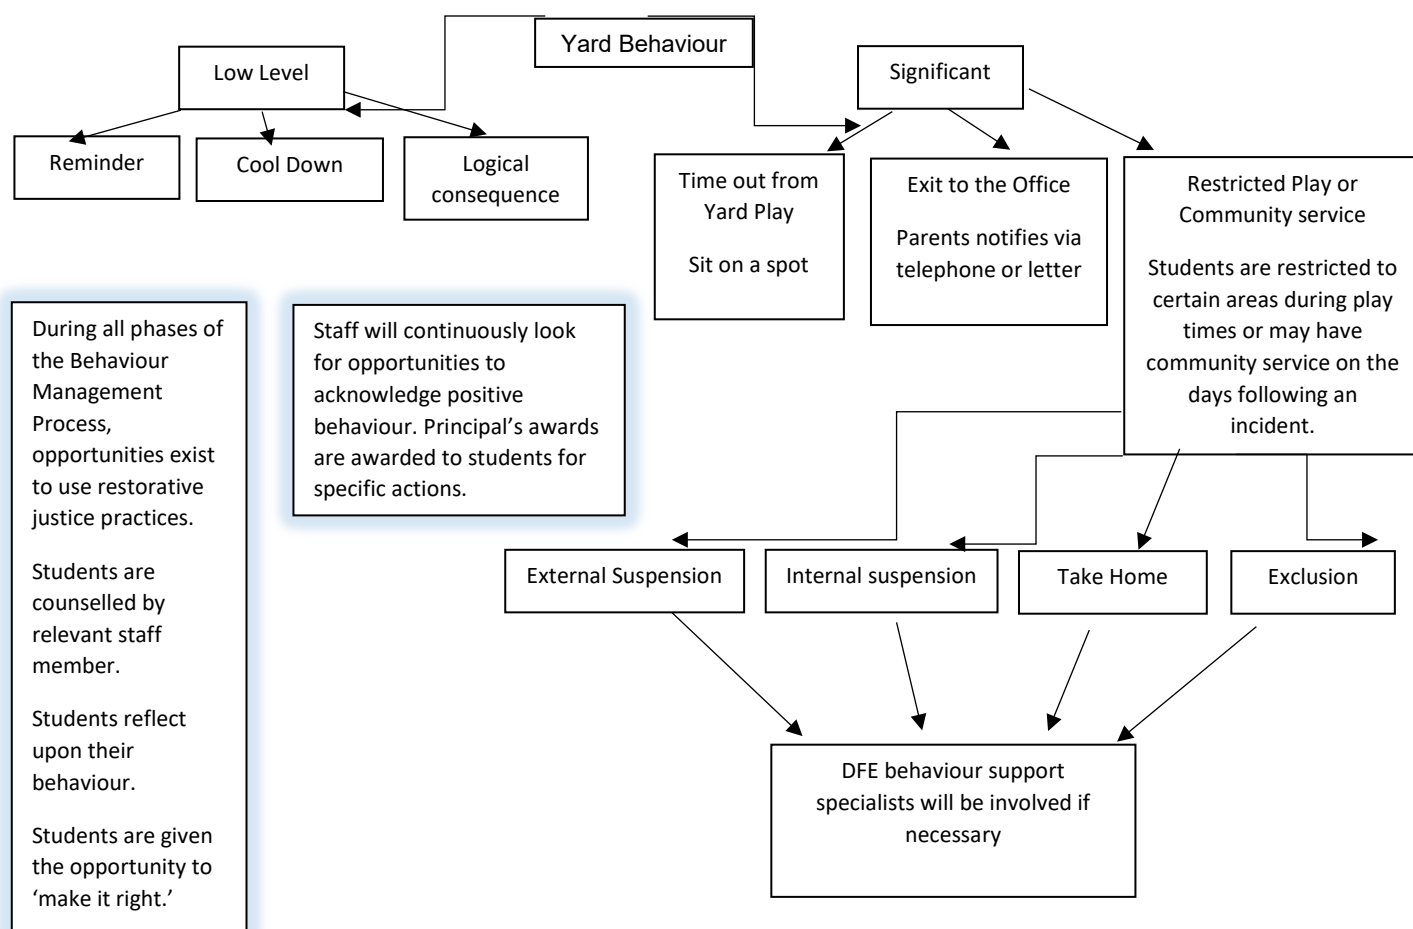 Yard Behaviour
Low Level
Significant
Reminder
Cool Down
Logical
consequence
Time out from
Yard Play
Sit on a spot
Exit to the Office
Parents notifies via
telephone or letter
Restricted Play or
Community service
Students are restricted to
certain areas during play
times or may have
community service on the
days following an
incident.
During all phases of
the Behaviour
Management
Process,
opportunities exist
to use restorative
justice practices.
Students are
counselled by
relevant staff
member.
Students reflect
upon their
behaviour.
Students are given
the opportunity to
‘make it right.’
Staff will continuously look
for opportunities to
acknowledge positive
behaviour. Principal’s awards
are awarded to students for
specific actions.
External Suspension
Internal suspension
Take Home
Exclusion
DFE behaviour support
specialists will be involved if
necessary